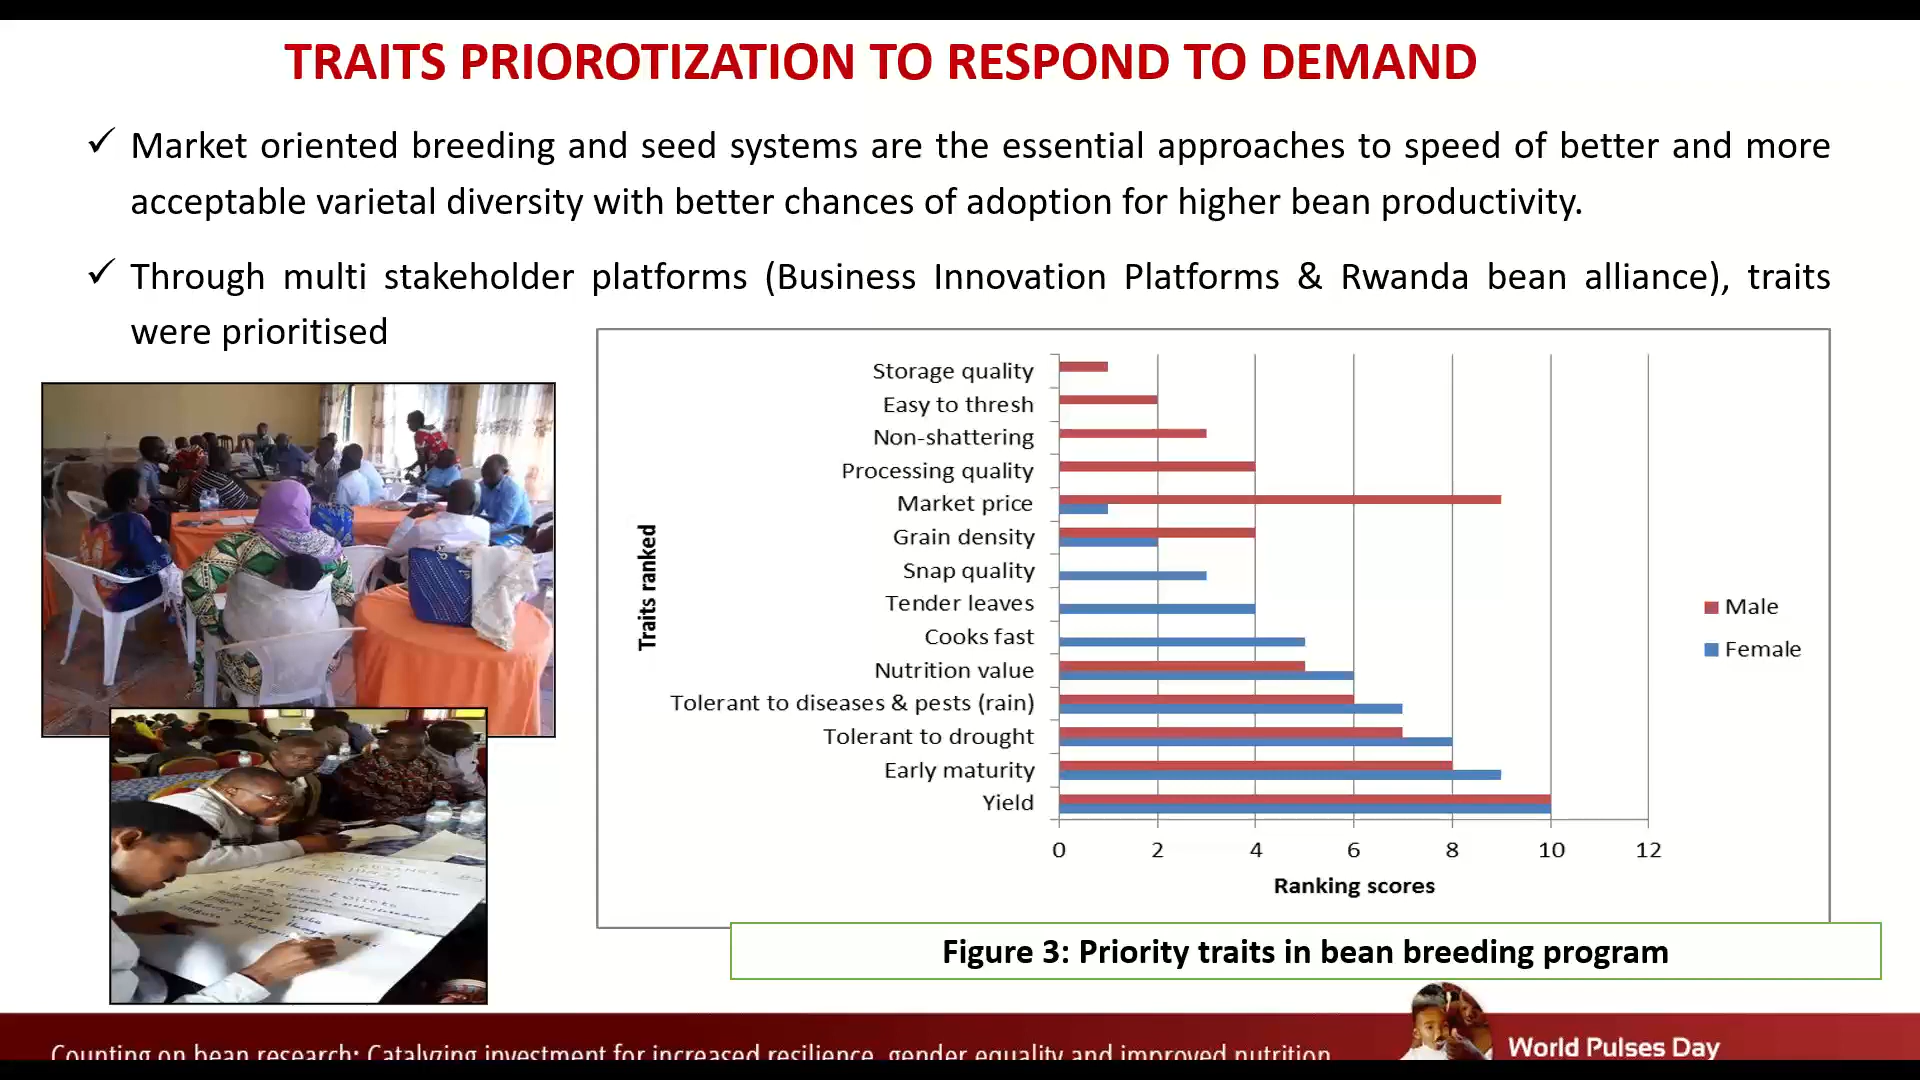 TRAITS PRIOROTIZATION TO RESPOND TO DEMAND
✓ Market oriented breeding and seed systems are the essential approaches to speed of better and more
acceptable varietal diversity with better chances of adoption for higher bean productivity.
✓ Through multi stakeholder platforms (Business Innovation Platforms & Rwanda bean alliance), traits
were prioritised
Traits ranked
Storage quality
Easy to thresh
Non-shattering
Processing quality
Market price
Grain density
Snap quality
Tender leaves
Cooks fast
Nutrition value
Tolerant to diseases & pests (rain)
Tolerant to drought
Early maturity
Yield
0 2 4 6 8 10 12
Ranking scores
Male
Female
Figure 3: Priority traits in bean breeding program
Counting on bean research: Catalyzing investment for increased resilience, gender equality and improved nutrition
World Pulses Day